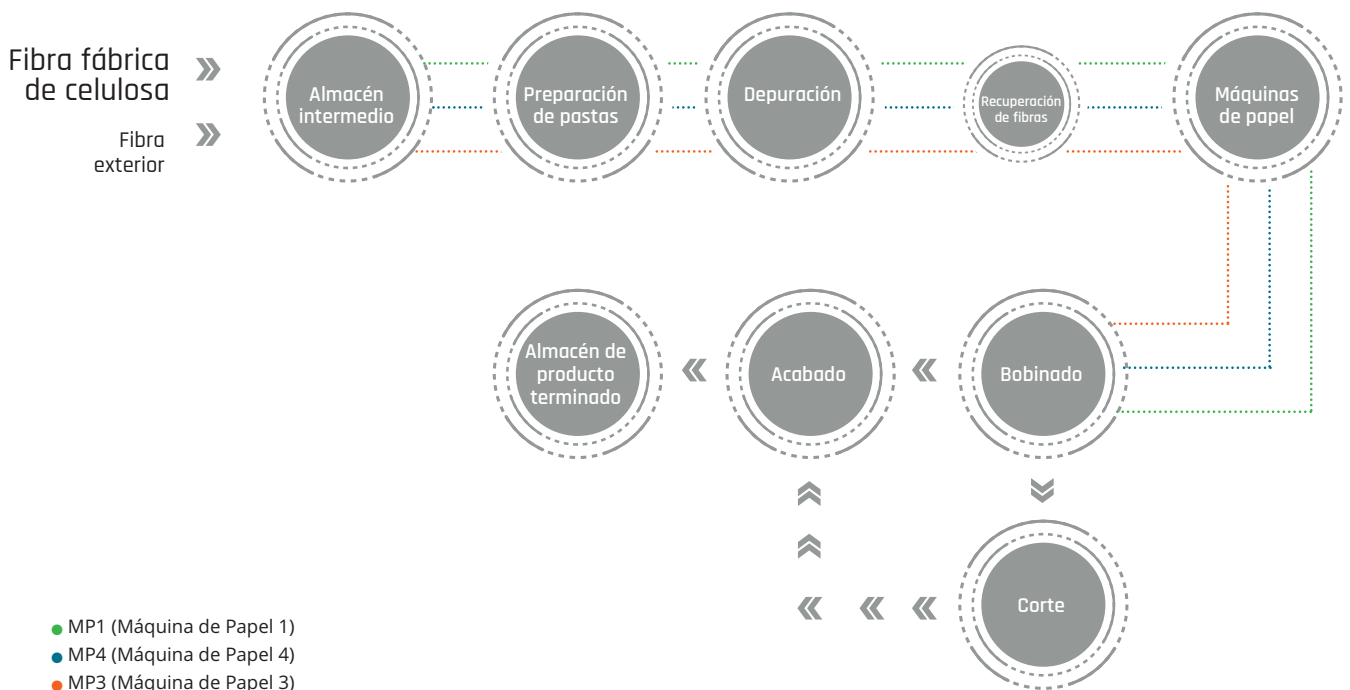 Fibra fábrica
de celulosa
Fibra
exterior
Almacén
intermedio
Preparación
de pastas
Depuración
Recuperación
de fibras
Máquinas
de papel
Almacén de
producto
terminado
Acabado
Bobinado
Corte
MP1 (Máquina de Papel 1)
MP4 (Máquina de Papel 4)
MP3 (Máquina de Papel 3)